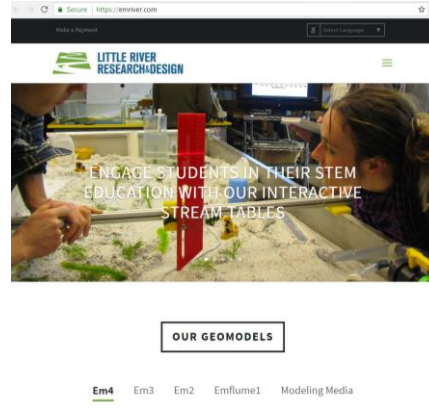 Secure | https://emriver.com
Make a Payment
Select Language
LITTLE RIVER
RESEARCH&DESIGN
ENGAGE STUDENTS IN THEIR STEM
EDUCATION WITH OUR INTERACTIVE
STREAM TABLES
OUR GEOMODELS
Em4 Em3 Em2 Emflume1 Modeling Media